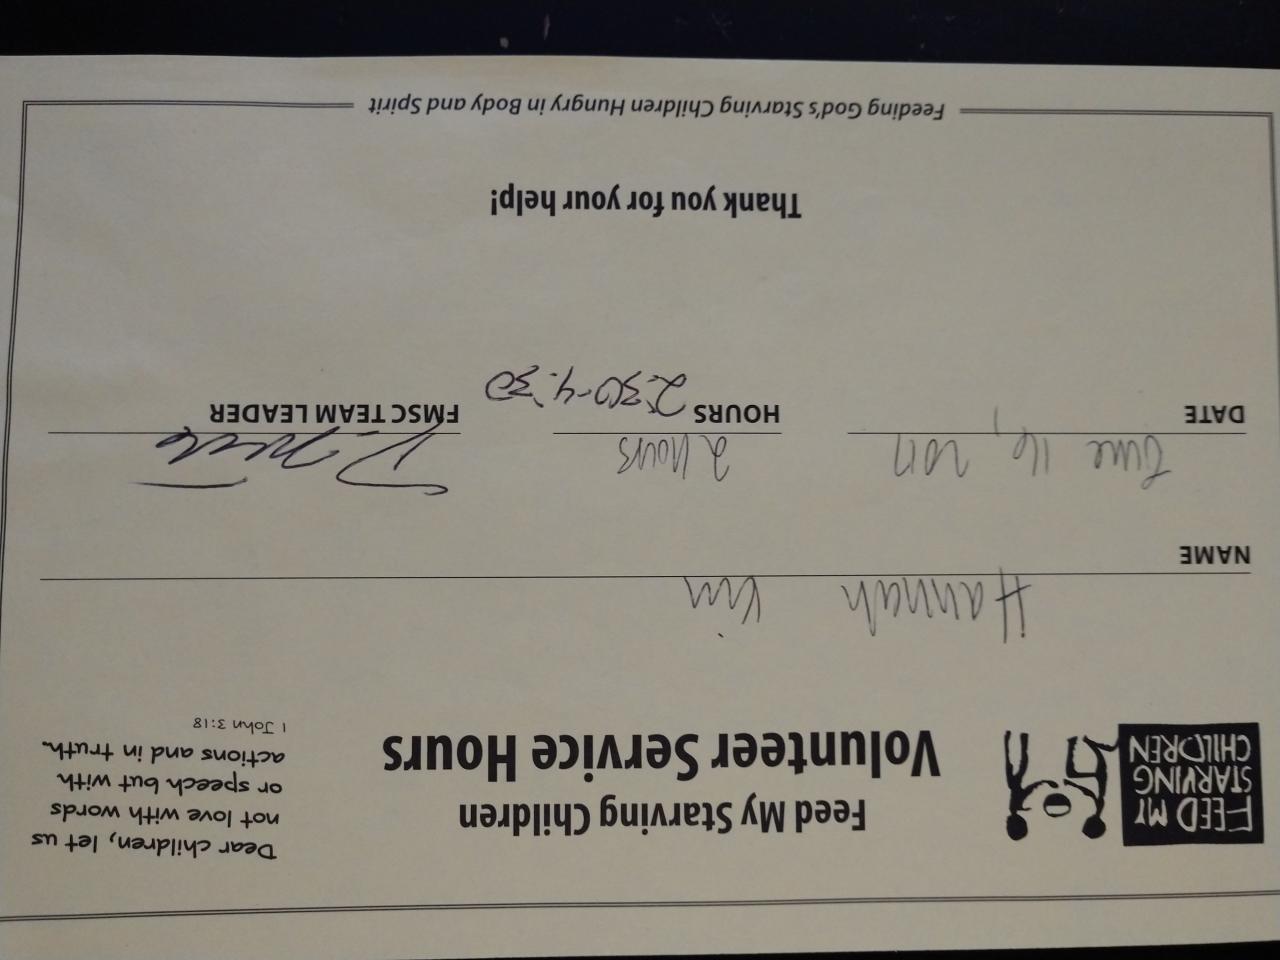 FEED MY
STARVING
CHILDREN
Feed My Starving Children
Volunteer Service Hours
Dear children, let us
not love with words
or speech but with
actions and in truth.
1 John 3:18
Hannah Kim
NAME
June 16, 2017
2 hours
DATE
HOURS 2:30-4:30
FMSC TEAM LEADER
Thank you for your help!
Feeding God's Starving Children Hungry in Body and Spirit